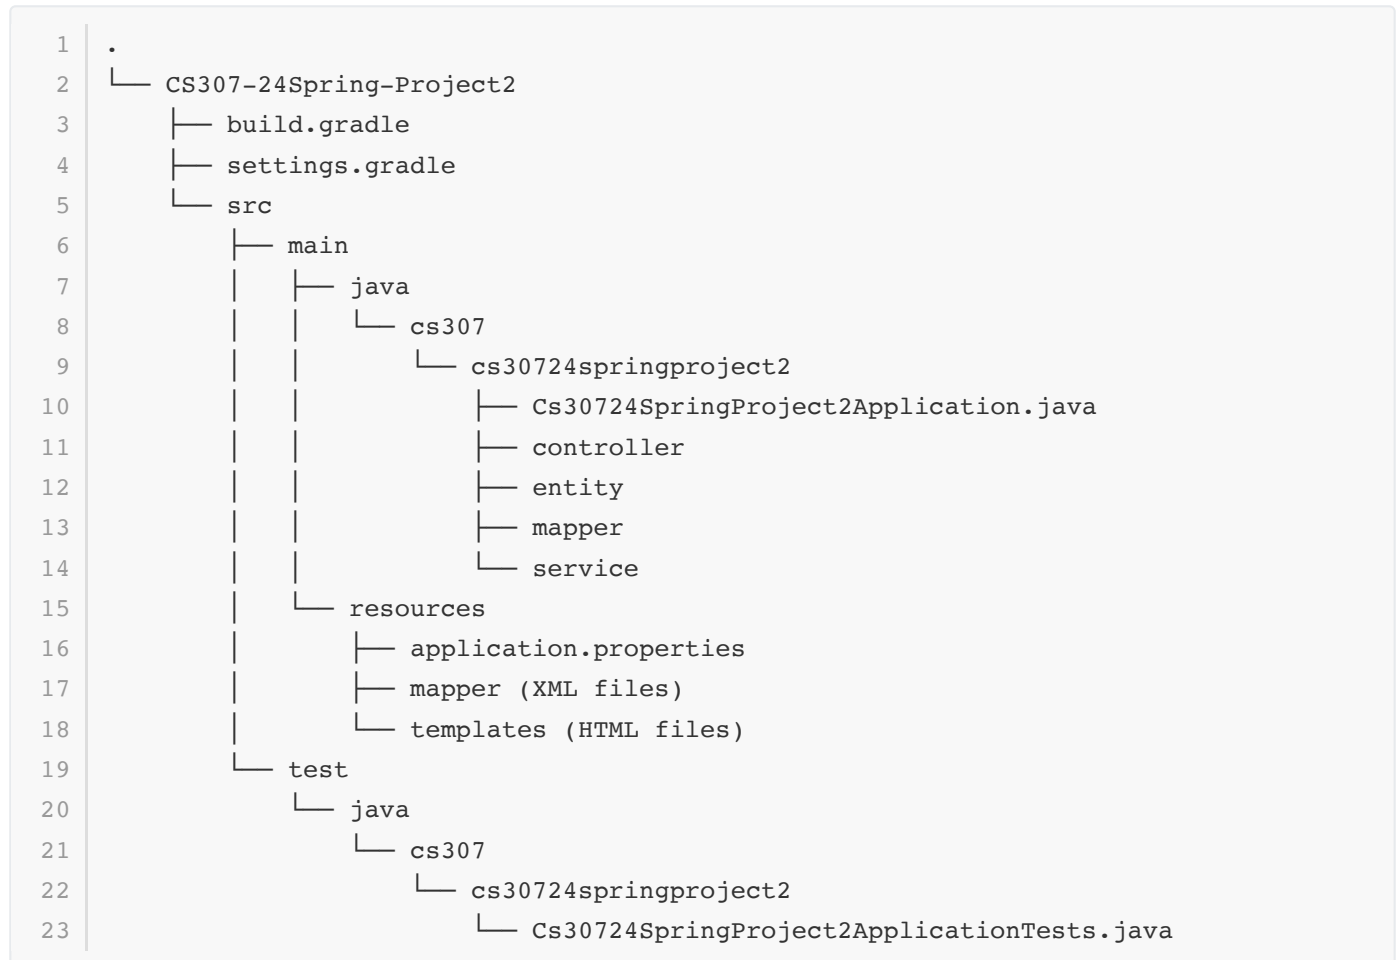 1 .
2 └── CS307-24Spring-Project2
3     ├── build.gradle
4     ├── settings.gradle
5     └── src
6         ├── main
7         │   ├── java
8         │   │   └── cs307
9         │   │       └── cs30724springproject2
10         │   │           ├── Cs30724SpringProject2Application.java
11         │   │           ├── controller
12         │   │           ├── entity
13         │   │           ├── mapper
14         │   │           └── service
15         │   └── resources
16         │       ├── application.properties
17         │       ├── mapper (XML files)
18         │       └── templates (HTML files)
19         └── test
20             └── java
21                 └── cs307
22                     └── cs30724springproject2
23                         └── Cs30724SpringProject2ApplicationTests.java